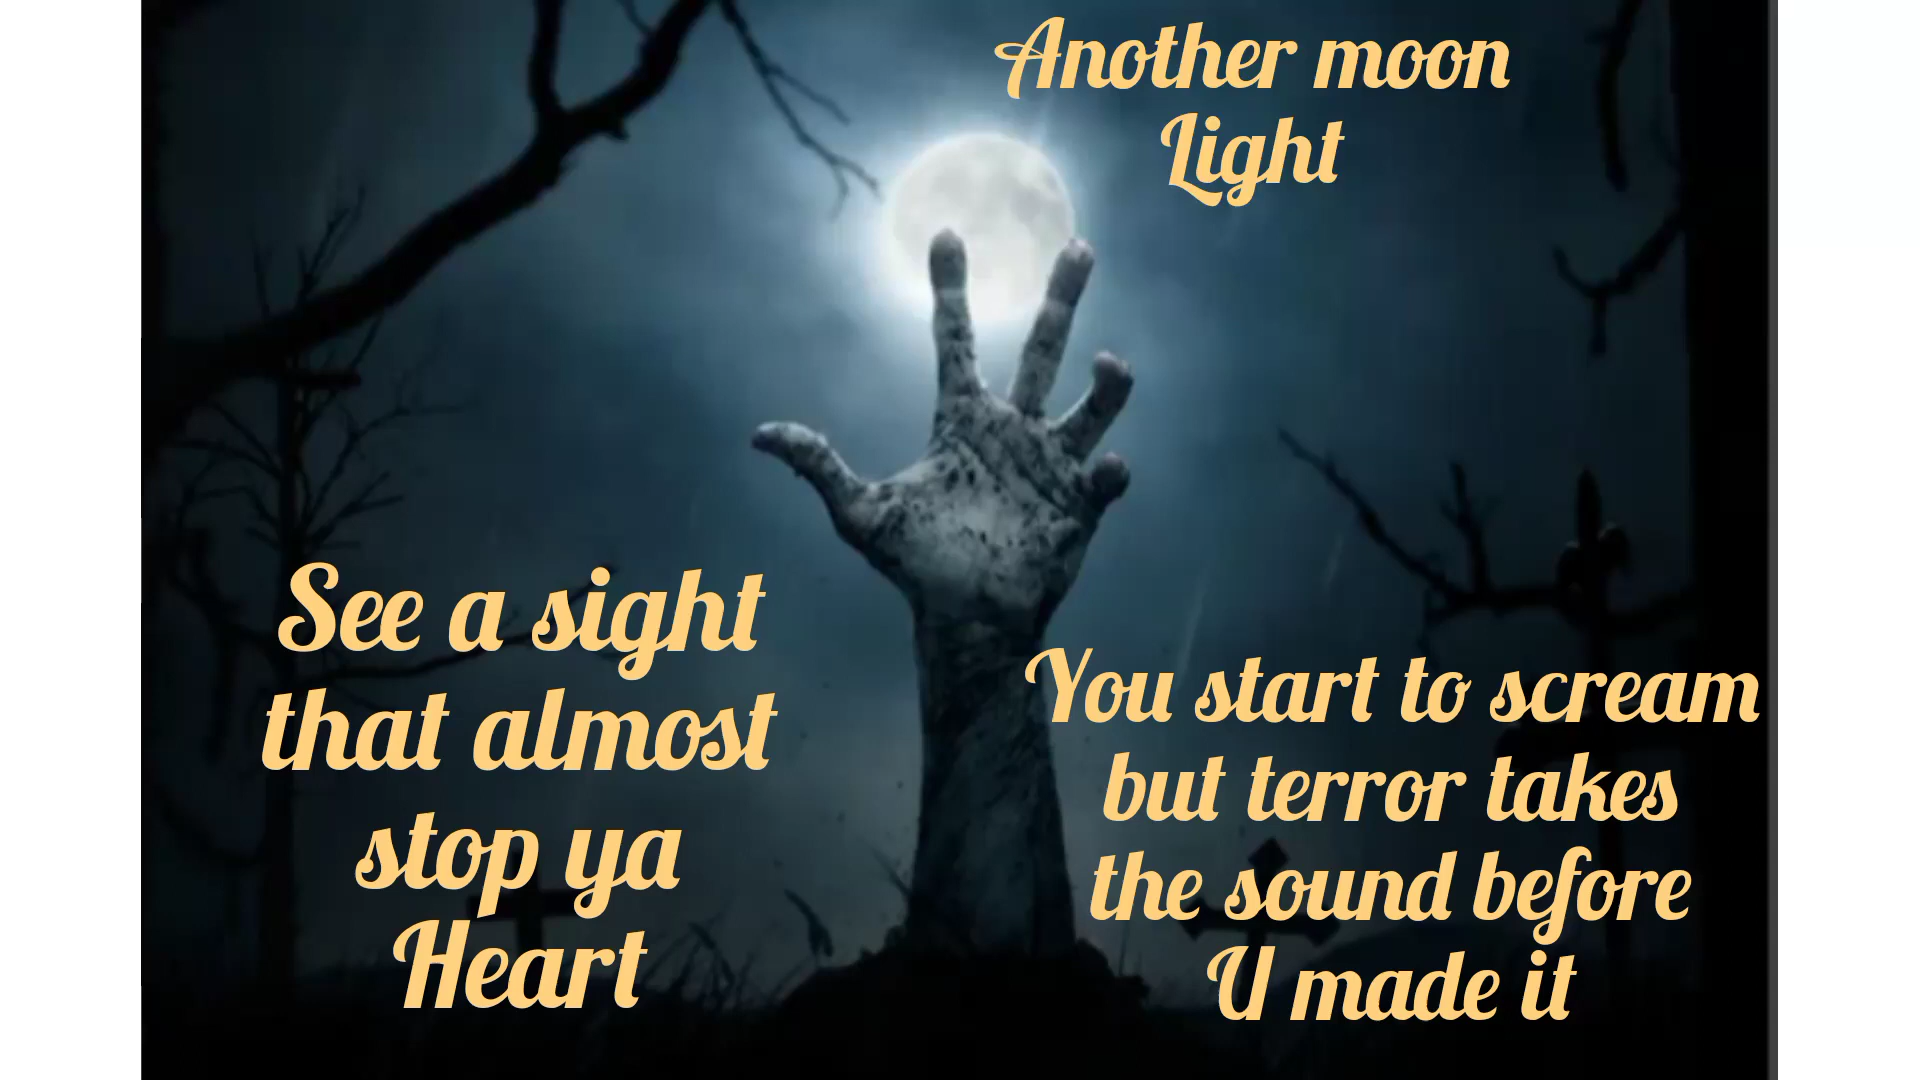 Another moon
Light
See a sight
that almost
stop ya
Heart
You start to scream
but terror takes
the sound before
U made it